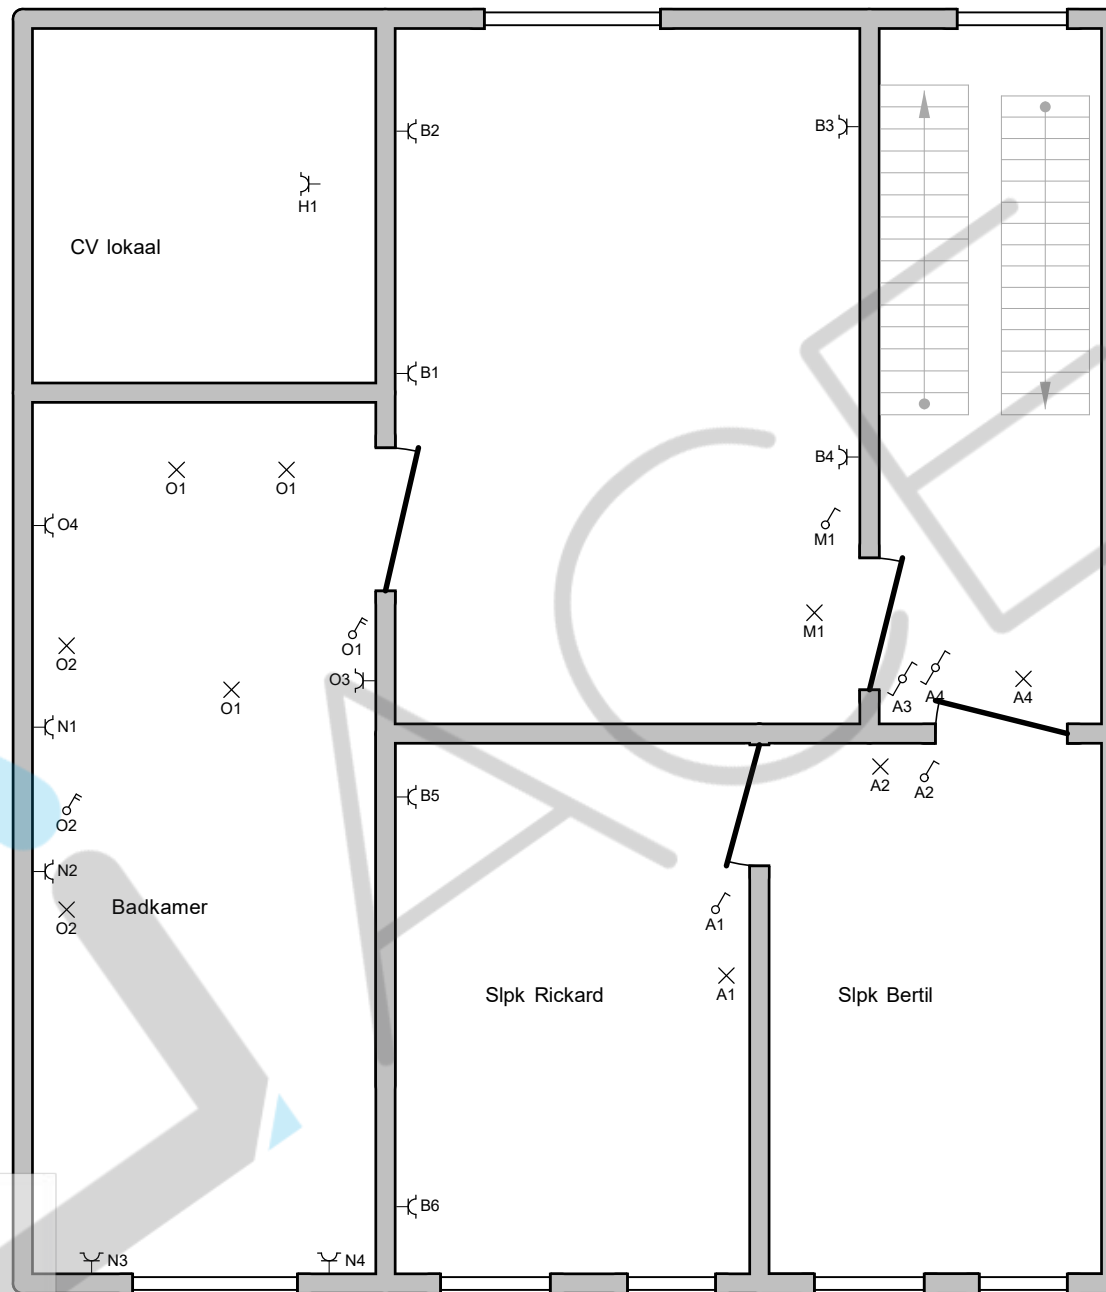 B2
B3
H1
CV lokaal
B1
B4
O1
O1
O4
M1
M1
O1
O2
O3
O1
A3
A4
A4
N1
A2
A2
B5
O2
N2
Badkamer
O2
A1
A1
Slpk Rickard
Slpk Bertil
B6
N3
N4